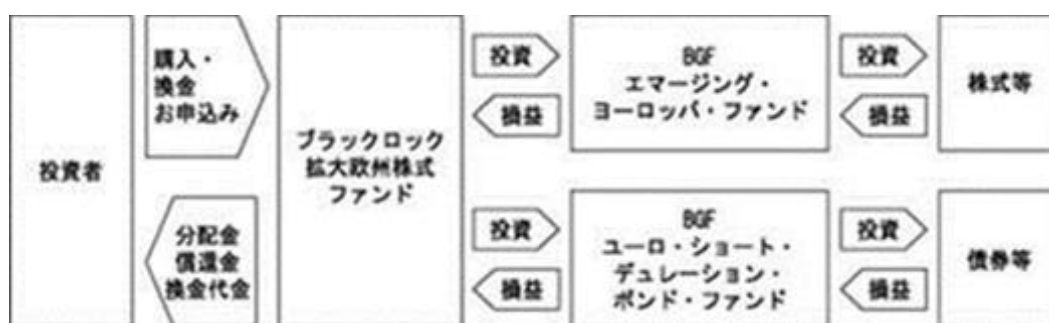 投資者
購入・
換金
お申込み
分配金
償還金
換金代金
ブラックロック
拡大欧州株式
ファンド
投資
損益
BGF
エマージング・
ヨーロッパ・ファンド
投資
損益
株式等
投資
損益
BGF
ユーロ・ショート・
デュレーション・
ボンド・ファンド
投資
損益
債券等